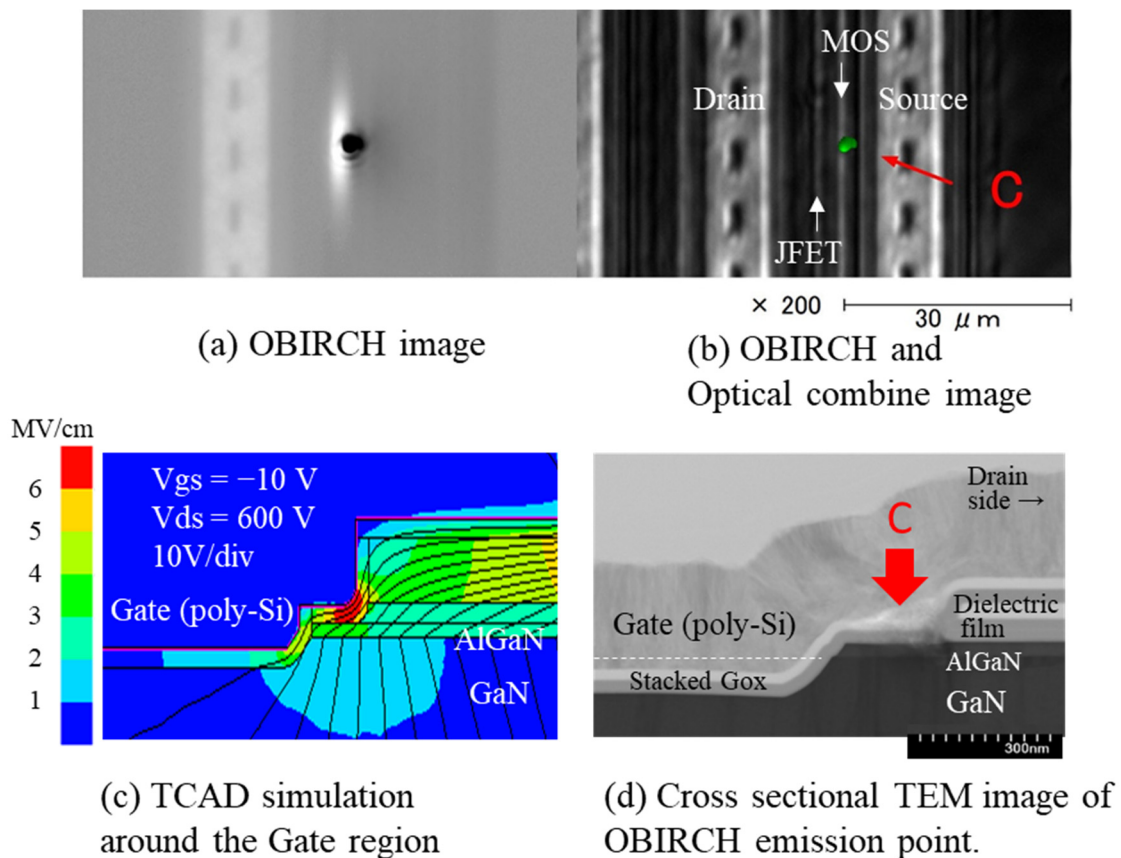 MOS
Drain
Source
C
JFET
× 200
30 μm
(a) OBIRCH image
(b) OBIRCH and
Optical combine image
MV/cm
6
5
4
3
2
1
Vgs = −10 V
Vds = 600 V
10V/div
Gate (poly-Si)
AlGaN
GaN
Drain
side →
C
Gate (poly-Si)
Dielectric
film
Stacked Gox
AlGaN
GaN
300nm
(c) TCAD simulation
around the Gate region
(d) Cross sectional TEM image of
OBIRCH emission point.